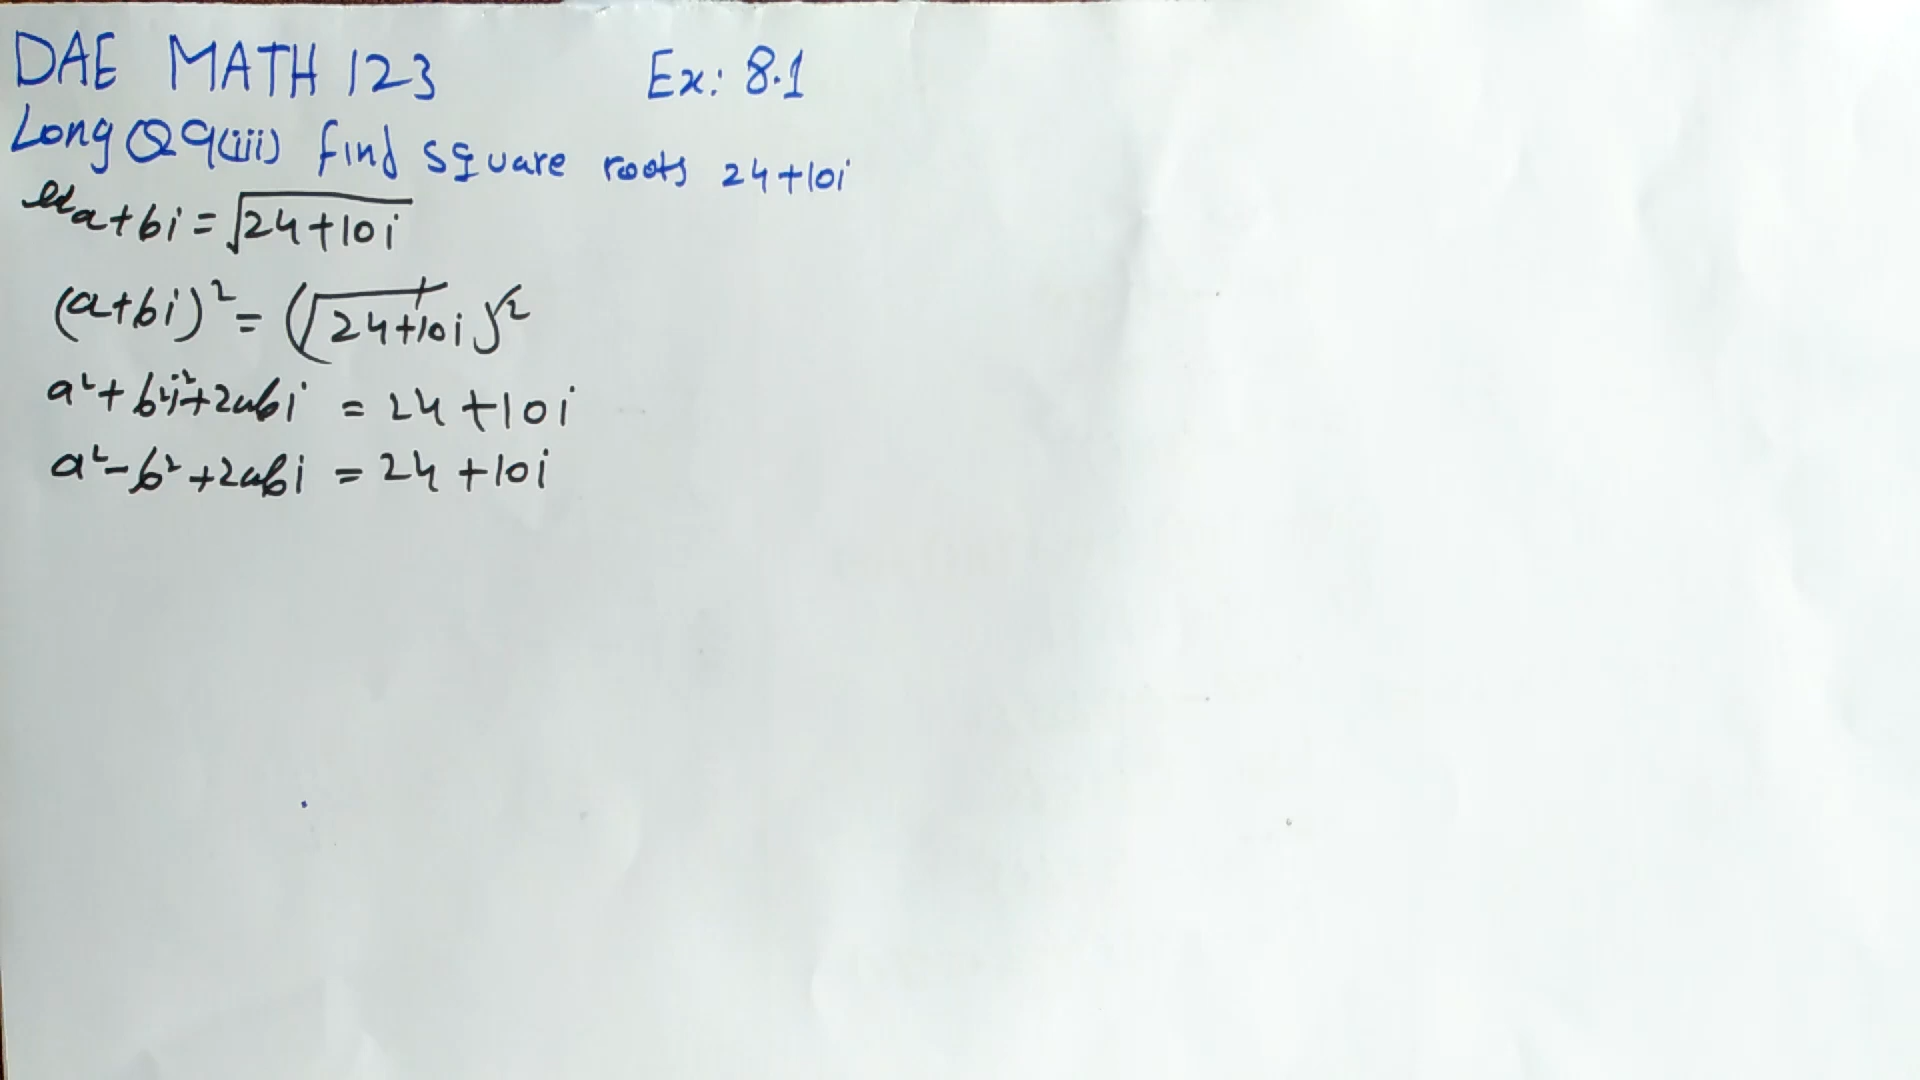 DAE MATH 123 Ex: 8.1
Long Q9(iii) find square roots 24+10i
let a+bi = √24+10i
(a+bi)² = (√24+10i)²
a²+b²i²+2abi = 24+10i
a²-b²+2abi = 24+10i